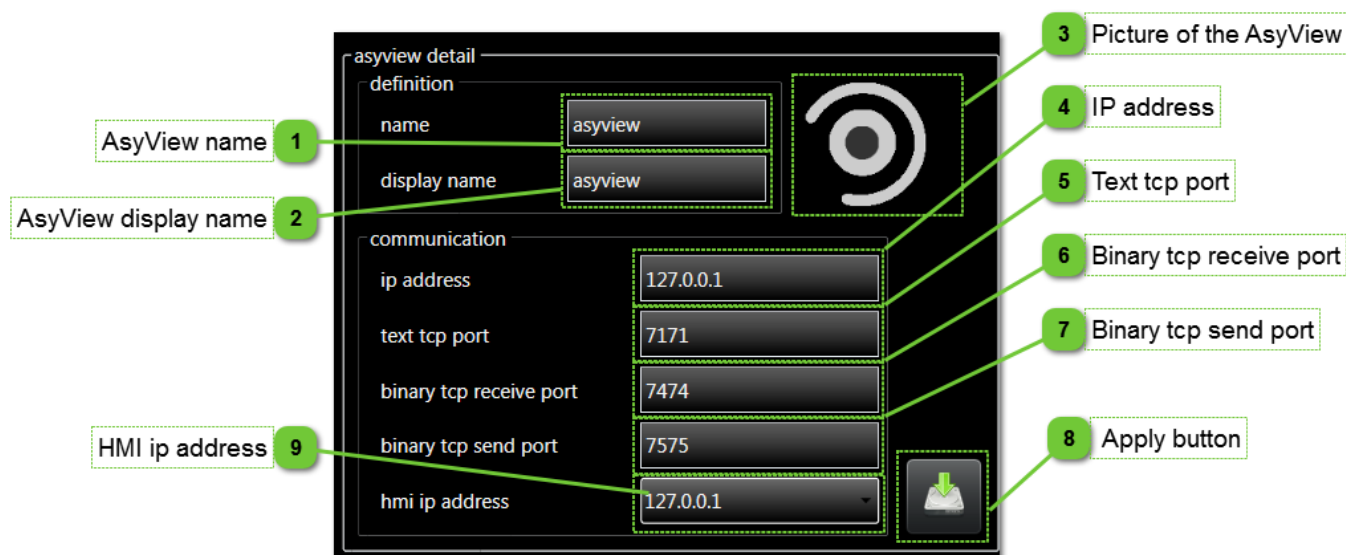 asyview detail
definition
name asyview
display name asyview
1 AsyView name
2 AsyView display name
3 Picture of the AsyView
4 IP address
5 Text tcp port
6 Binary tcp receive port
7 Binary tcp send port
8 Apply button
HMI ip address 9
communication
ip address 127.0.0.1
text tcp port 7171
binary tcp receive port 7474
binary tcp send port 7575
hmi ip address 127.0.0.1